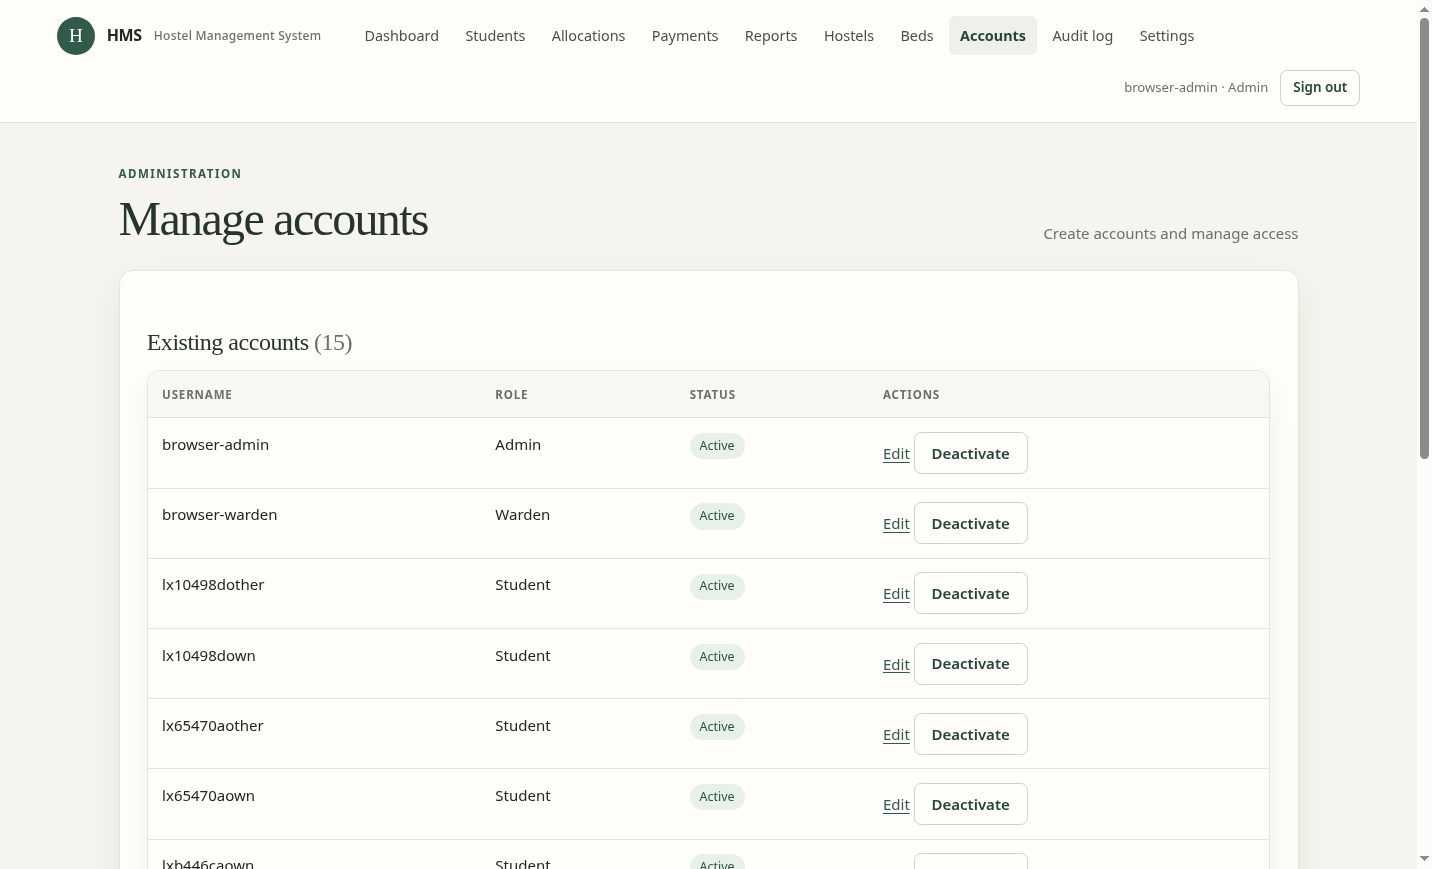 H HMS Hostel Management System Dashboard Students Allocations Payments Reports Hostels Beds Accounts Audit log Settings
browser-admin · Admin Sign out
ADMINISTRATION
Manage accounts
Create accounts and manage access
Existing accounts (15)
USERNAME ROLE STATUS ACTIONS
browser-admin Admin Active Edit Deactivate
browser-warden Warden Active Edit Deactivate
lx10498dother Student Active Edit Deactivate
lx10498down Student Active Edit Deactivate
lx65470aother Student Active Edit Deactivate
lx65470aown Student Active Edit Deactivate
lxb446caown Student Active